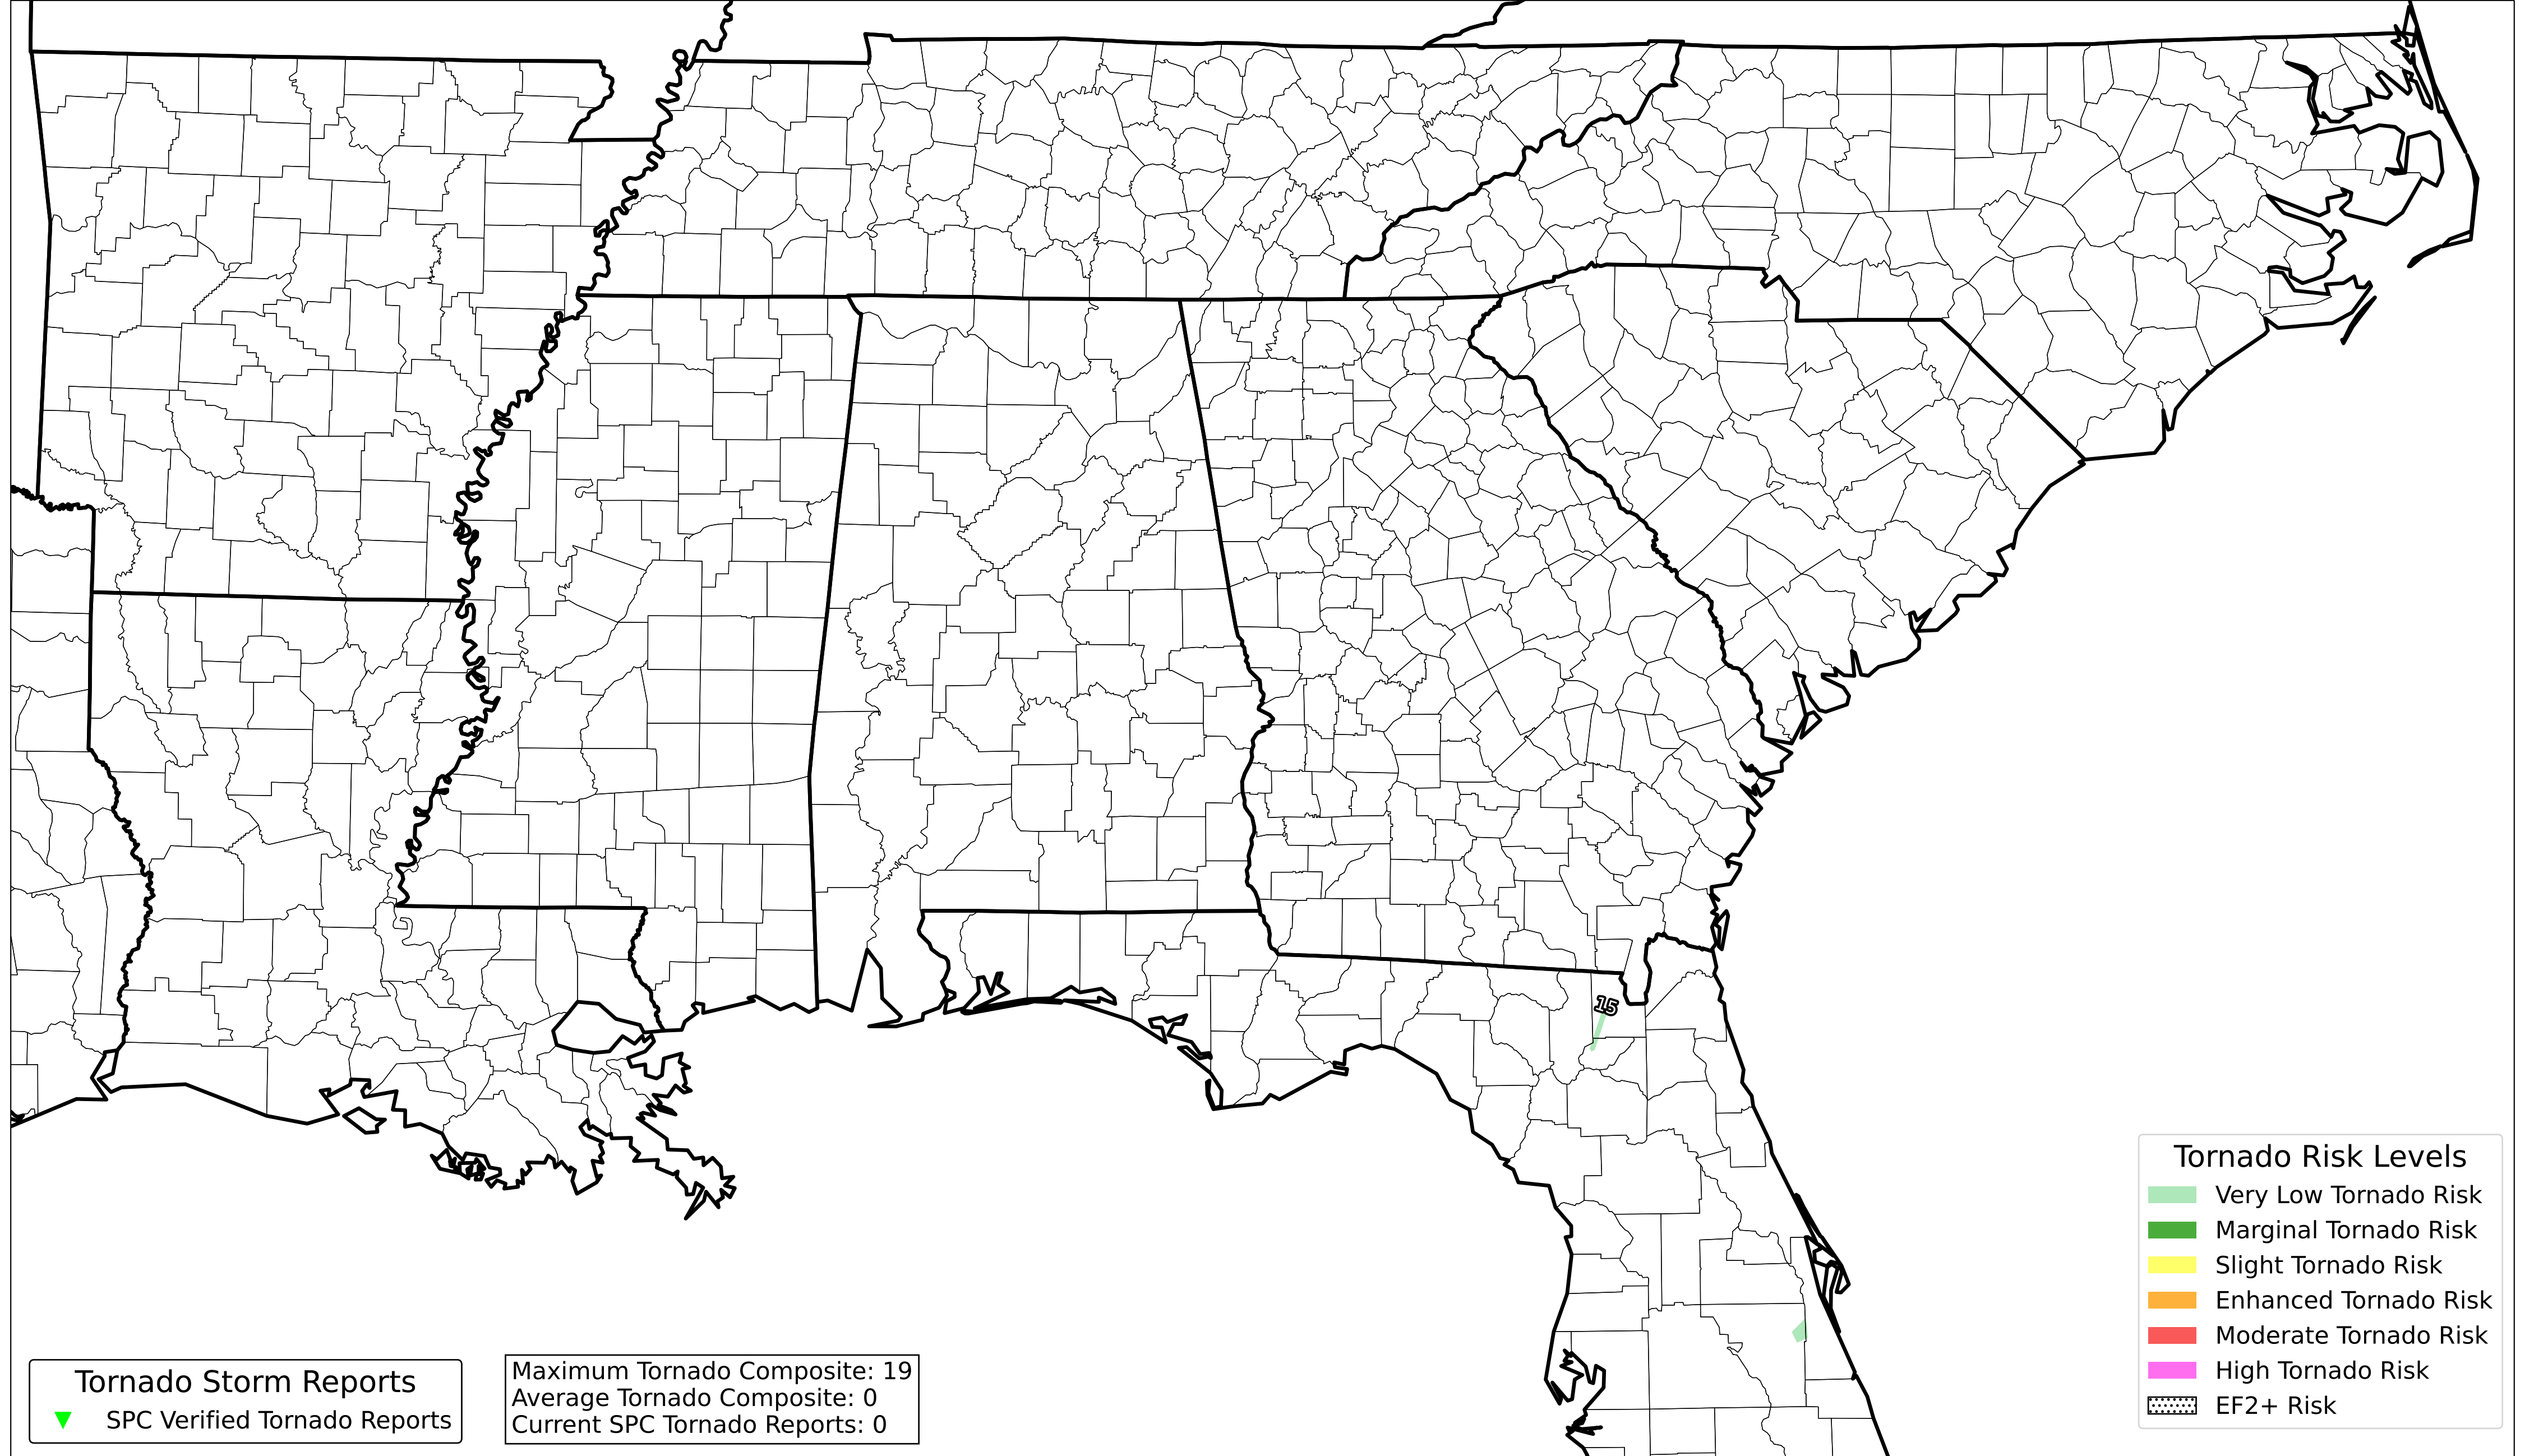 15
Tornado Risk Levels
Very Low Tornado Risk
Marginal Tornado Risk
Slight Tornado Risk
Enhanced Tornado Risk
Moderate Tornado Risk
High Tornado Risk
EF2+ Risk
Tornado Storm Reports
SPC Verified Tornado Reports
Maximum Tornado Composite: 19
Average Tornado Composite: 0
Current SPC Tornado Reports: 0